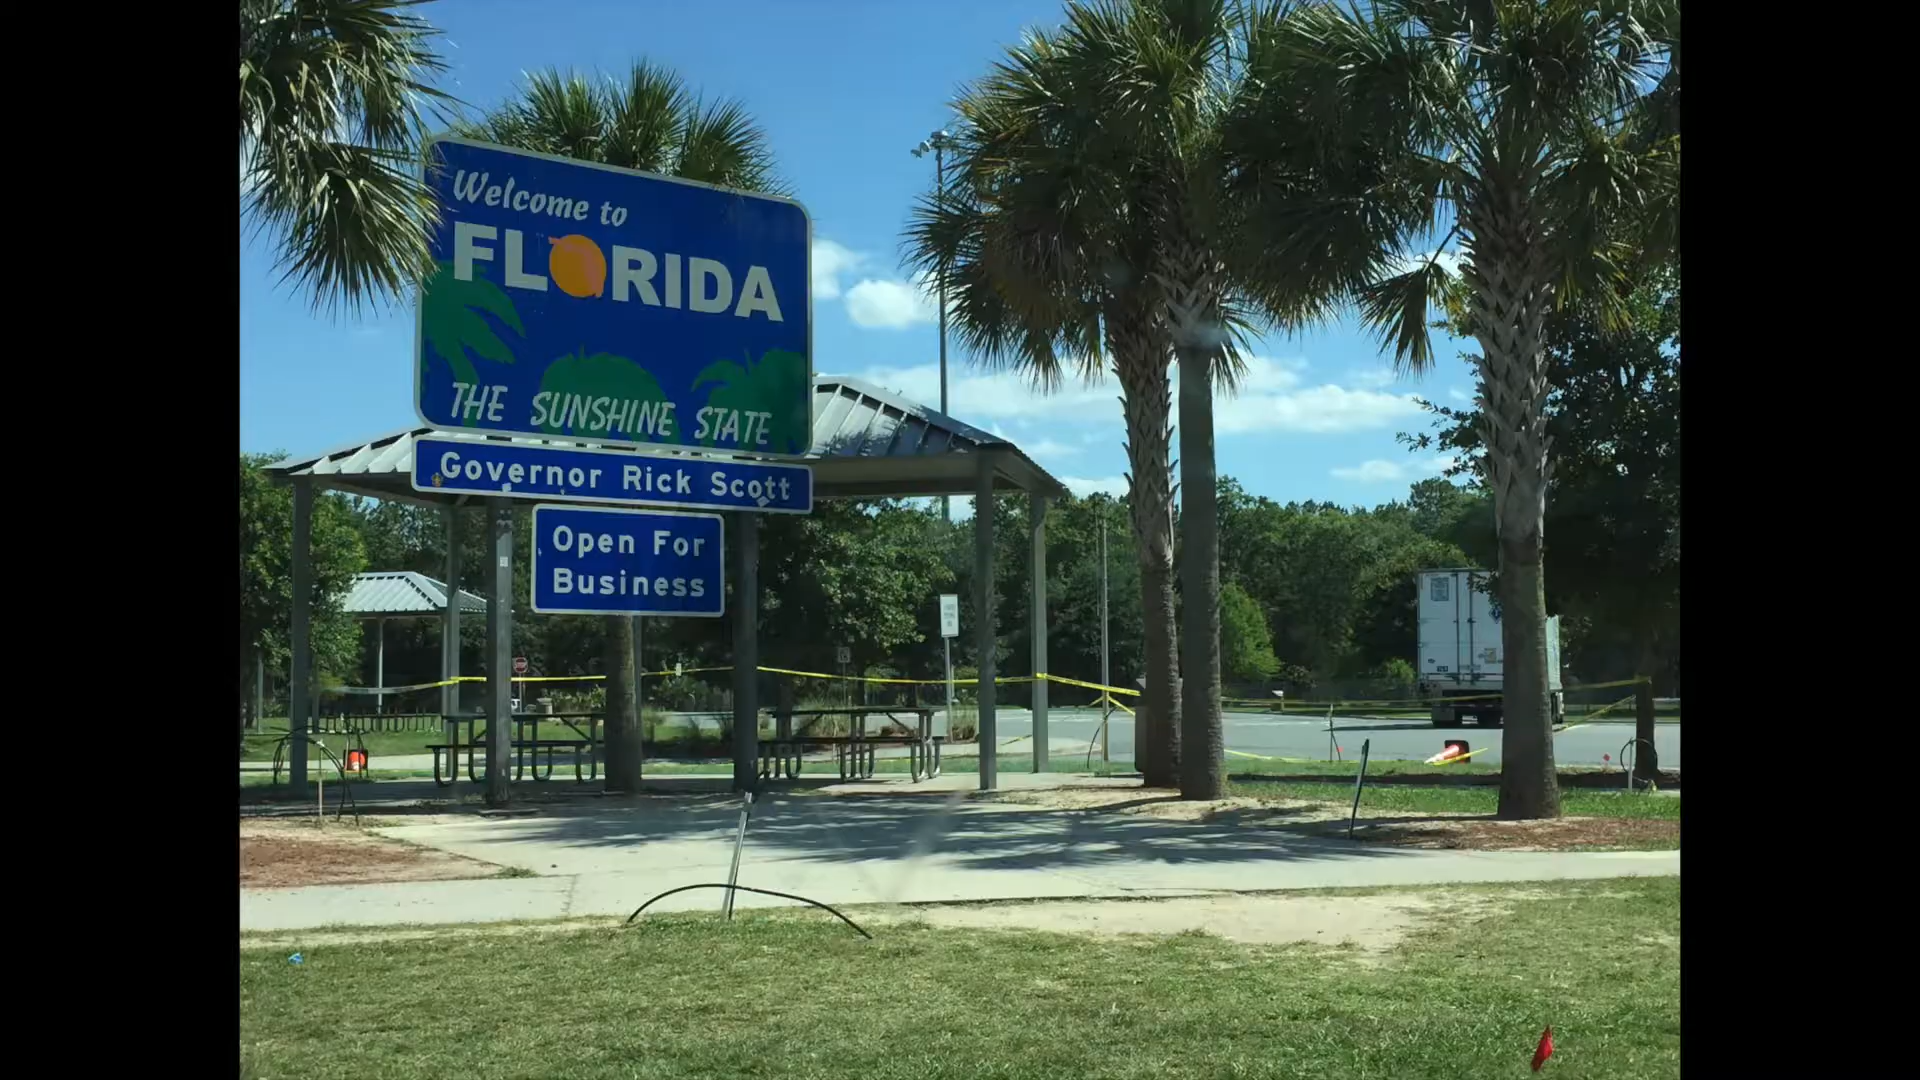 Welcome to
FLORIDA
THE SUNSHINE STATE
Governor Rick Scott
Open For
Business